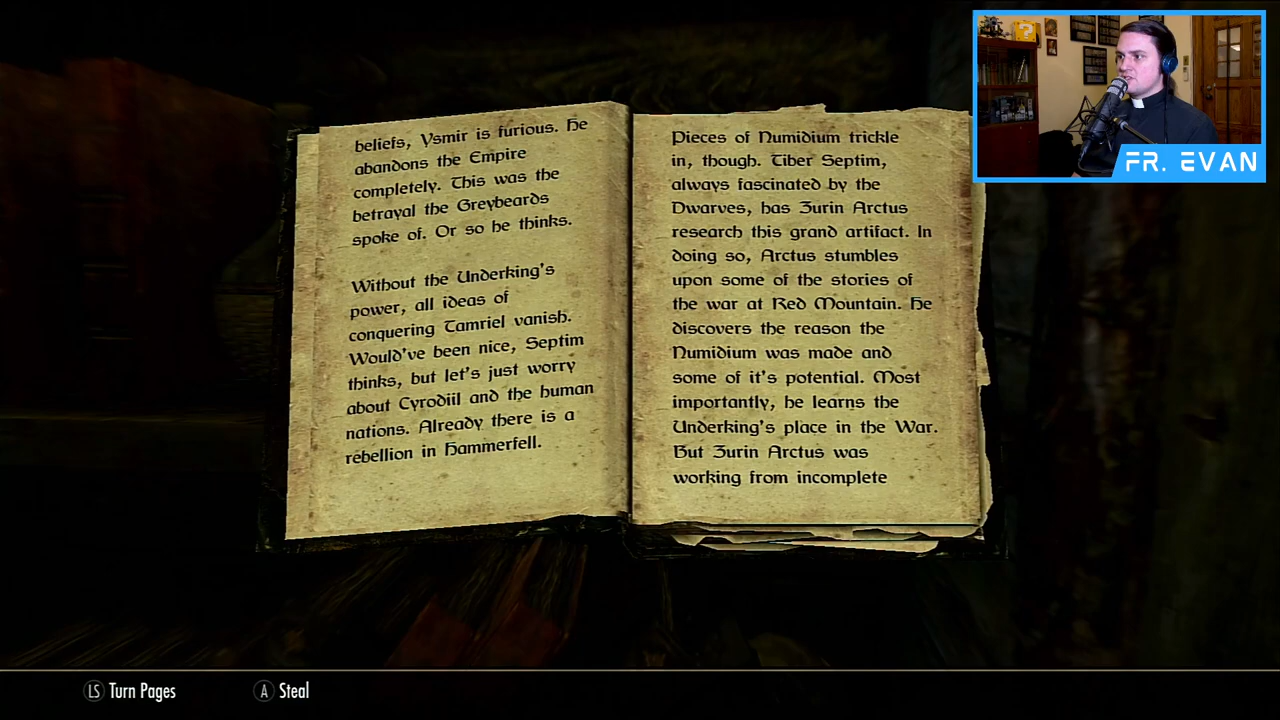 beliefs, Ysmir is furious. He
abandons the Empire
completely. This was the
betrayal the Greybeards
spoke of. Or so he thinks.
Without the Underking's
power, all ideas of
conquering Tamriel vanish.
Would've been nice, Septim
thinks, but let's just worry
about Cyrodiil and the human
nations. Already there is a
rebellion in Hammerfell.
Pieces of Numidium trickle
in, though. Tiber Septim,
always fascinated by the
Dwarves, has Zurin Arctus
research this grand artifact. In
doing so, Arctus stumbles
upon some of the stories of
the war at Red Mountain. He
discovers the reason the
Numidium was made and
some of it's potential. Most
importantly, he learns the
Underking's place in the War.
But Zurin Arctus was
working from incomplete
FR. EVAN
LS Turn Pages
A Steal